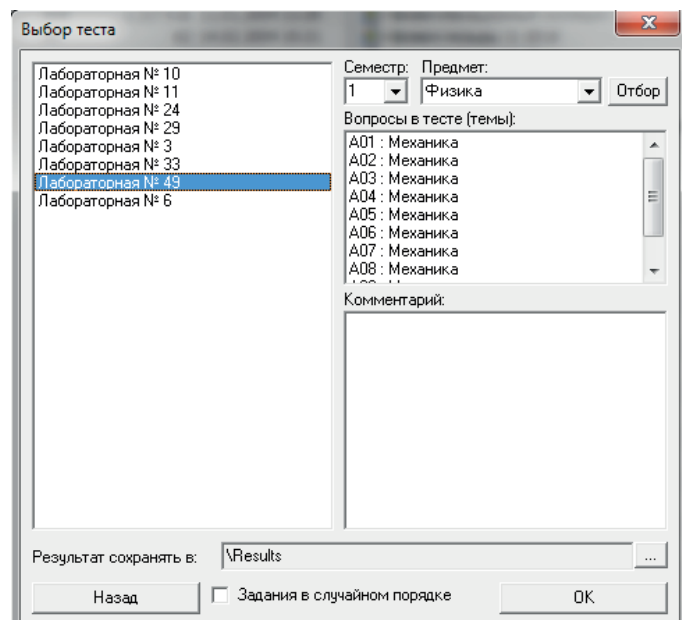 Выбор теста
Лабораторная № 10
Лабораторная № 11
Лабораторная № 24
Лабораторная № 29
Лабораторная № 3
Лабораторная № 33
Лабораторная № 49
Лабораторная № 6
Семестр: Предмет:
1 Физика Отбор
Вопросы в тесте (темы):
A01 : Механика
A02 : Механика
A03 : Механика
A04 : Механика
A05 : Механика
A06 : Механика
A07 : Механика
A08 : Механика
Комментарий:
Результат сохранять в: \Results ...
Назад Задания в случайном порядке OK